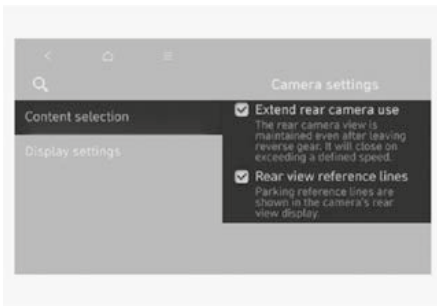 Camera settings
Content selection
Display settings
Extend rear camera use
The rear camera view is
maintained even after leaving
reverse gear. It will close on
exceeding a defined speed.
Rear view reference lines
Parking reference lines are
shown in the camera's rear
view display.